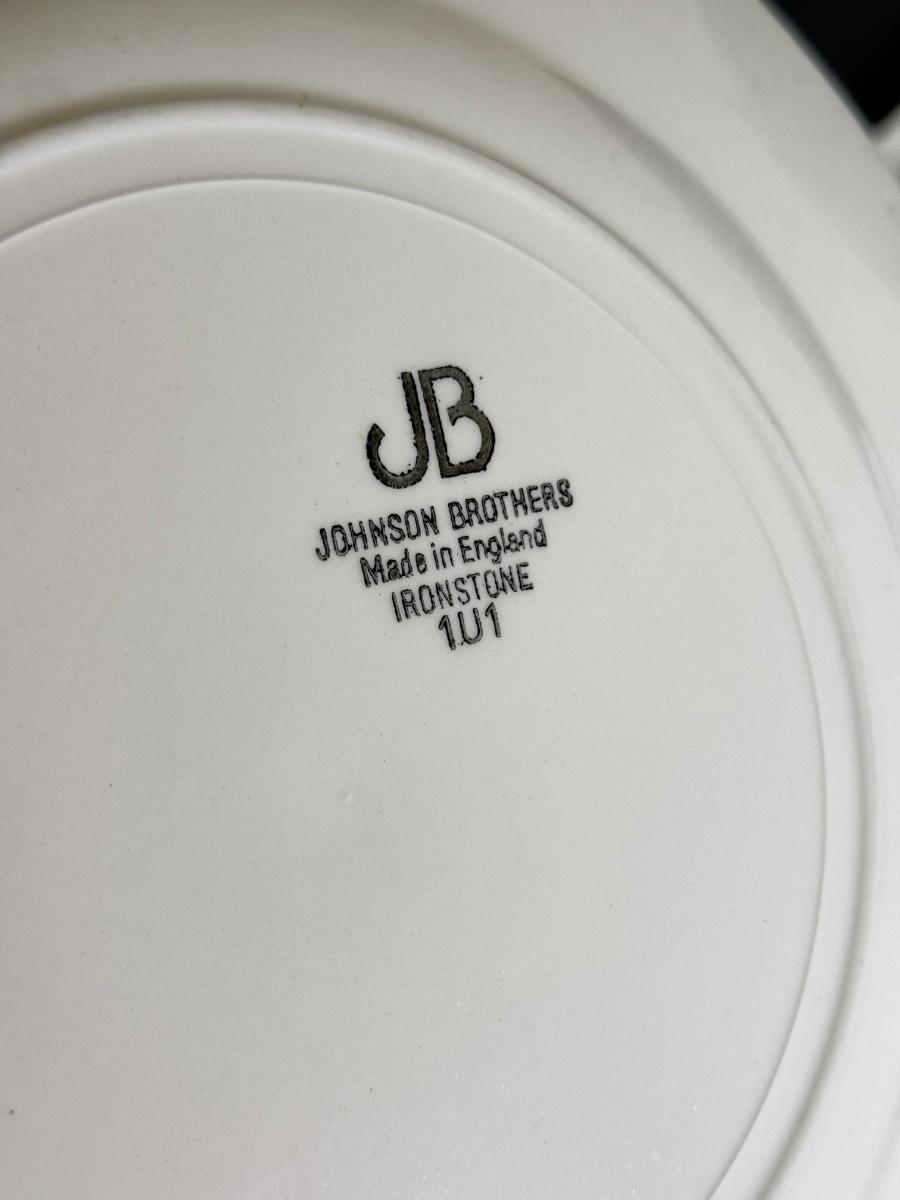 JB
JOHNSON BROTHERS
Made in England
IRONSTONE
1U1